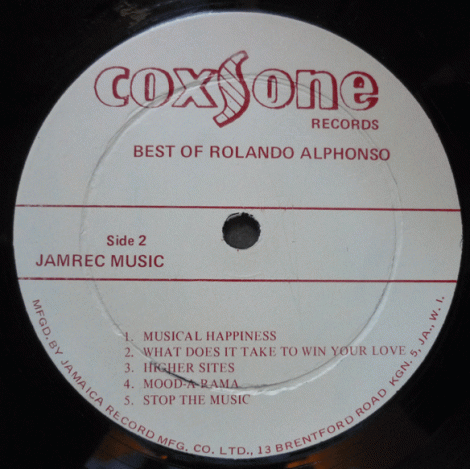 coxsone
RECORDS
BEST OF ROLANDO ALPHONSO
Side 2
JAMREC MUSIC
1. MUSICAL HAPPINESS
2. WHAT DOES IT TAKE TO WIN YOUR LOVE
3. HIGHER SITES
4. MOOD-A-RAMA
5. STOP THE MUSIC
MFGD. BY JAMAICA RECORD MFG. CO. LTD., 13 BRENTFORD ROAD KGN. 5, JA., W. I.